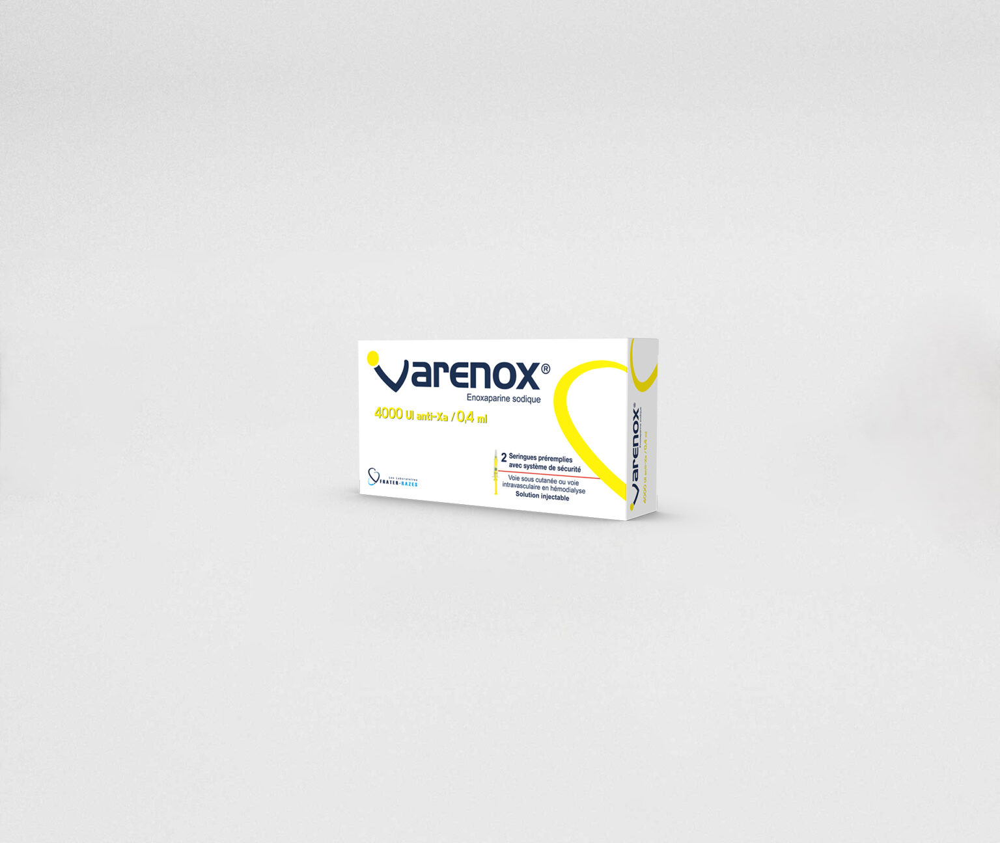 varenox®
Enoxaparine sodique
4000 UI anti-Xa / 0,4 ml
2 Seringues préremplies
avec système de sécurité
Voie sous cutanée ou voie
intravasculaire en hémodialyse
Solution injectable
Les Laboratoires
FRATER-RAZES
varenox®
Enoxaparine sodique
4000 UI anti-Xa / 0,4 ml